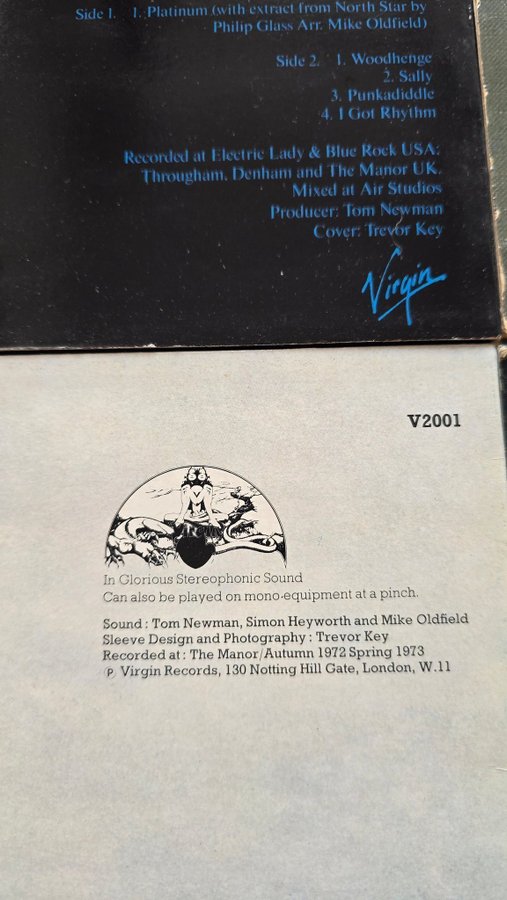 Side 1. 1. Platinum (with extract from North Star by
Philip Glass Arr. Mike Oldfield)
Side 2. 1. Woodhenge
2. Sally
3. Punkadiddle
4. I Got Rhythm
Recorded at Electric Lady & Blue Rock USA:
Througham, Denham and The Manor UK.
Mixed at Air Studios
Producer: Tom Newman
Cover: Trevor Key
Virgin
V2001
In Glorious Stereophonic Sound
Can also be played on mono-equipment at a pinch.
Sound : Tom Newman, Simon Heyworth and Mike Oldfield
Sleeve Design and Photography : Trevor Key
Recorded at : The Manor/Autumn 1972 Spring 1973
℗ Virgin Records, 130 Notting Hill Gate, London, W.11